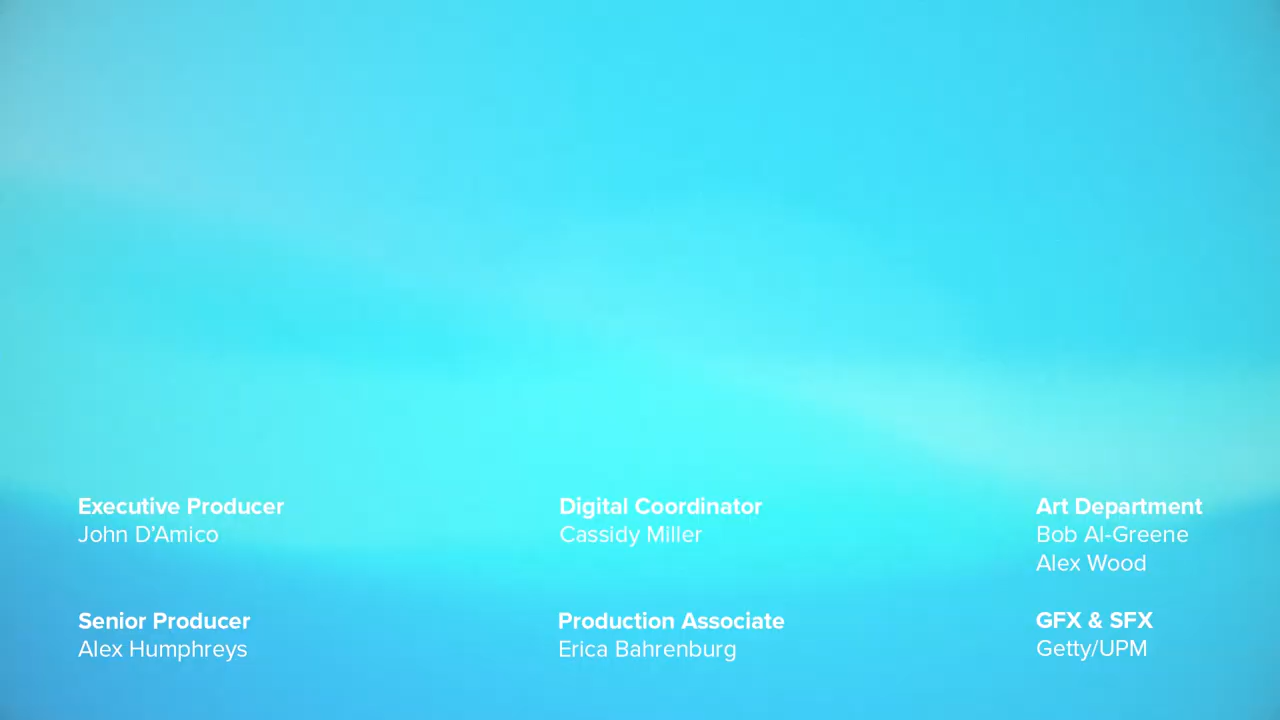 Executive Producer
John D’Amico
Senior Producer
Alex Humphreys
Digital Coordinator
Cassidy Miller
Production Associate
Erica Bahrenburg
Art Department
Bob Al-Greene
Alex Wood
GFX & SFX
Getty/UPM